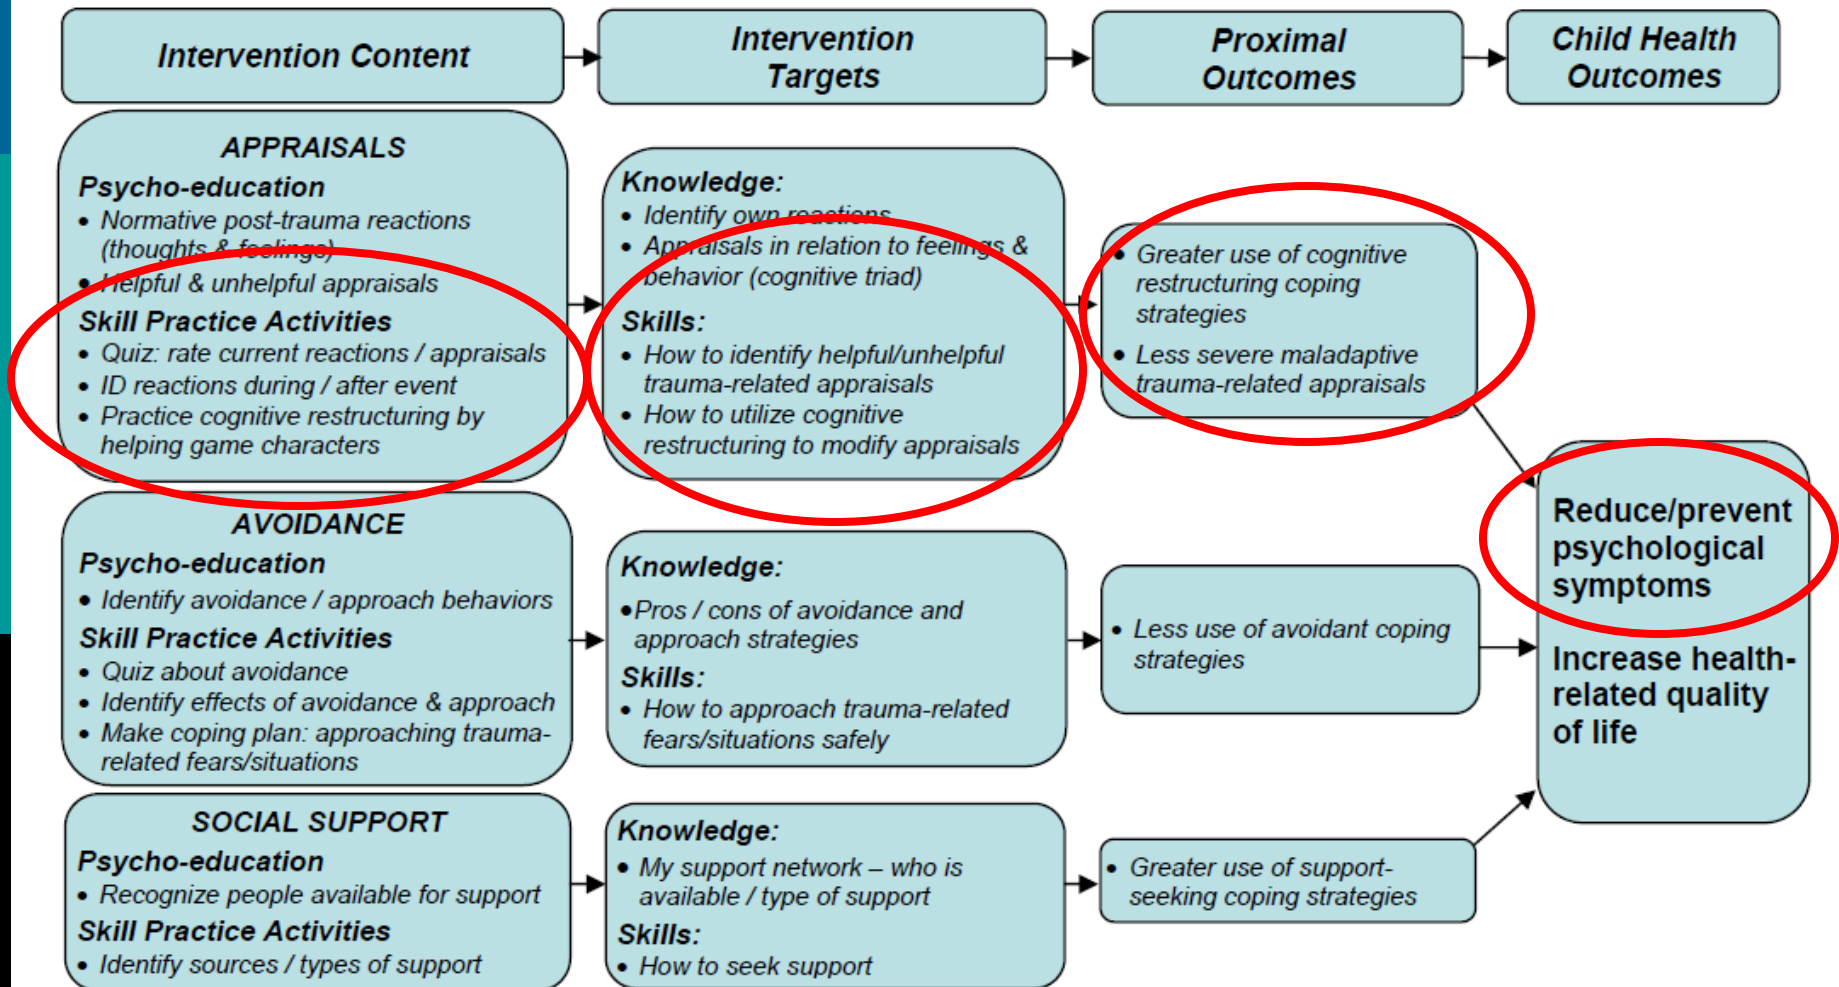 Intervention Content
Intervention
Targets
Proximal
Outcomes
Child Health
Outcomes
APPRAISALS
Psycho-education
• Normative post-trauma reactions
(thoughts & feelings)
• Helpful & unhelpful appraisals
Skill Practice Activities
• Quiz: rate current reactions / appraisals
• ID reactions during / after event
• Practice cognitive restructuring by
helping game characters
Knowledge:
• Identify own reactions
• Appraisals in relation to feelings &
behavior (cognitive triad)
Skills:
• How to identify helpful/unhelpful
trauma-related appraisals
• How to utilize cognitive
restructuring to modify appraisals
• Greater use of cognitive
restructuring coping
strategies
• Less severe maladaptive
trauma-related appraisals
AVOIDANCE
Psycho-education
• Identify avoidance / approach behaviors
Skill Practice Activities
• Quiz about avoidance
• Identify effects of avoidance & approach
• Make coping plan: approaching trauma-
related fears/situations
Knowledge:
•Pros / cons of avoidance and
approach strategies
Skills:
• How to approach trauma-related
fears/situations safely
• Less use of avoidant coping
strategies
SOCIAL SUPPORT
Psycho-education
• Recognize people available for support
Skill Practice Activities
• Identify sources / types of support
Knowledge:
• My support network – who is
available / type of support
Skills:
• How to seek support
• Greater use of support-
seeking coping strategies
Reduce/prevent
psychological
symptoms
Increase health-
related quality
of life